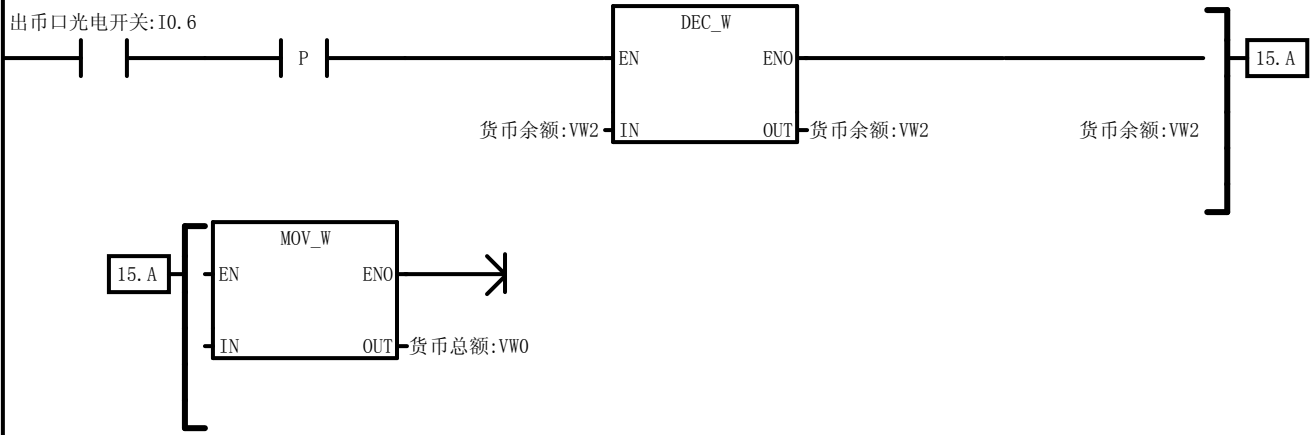 出币口光电开关:I0.6
P
DEC_W
EN ENO
15.A
货币余额:VW2 IN OUT 货币余额:VW2 货币余额:VW2
MOV_W
15.A EN ENO
IN OUT 货币总额:VW0